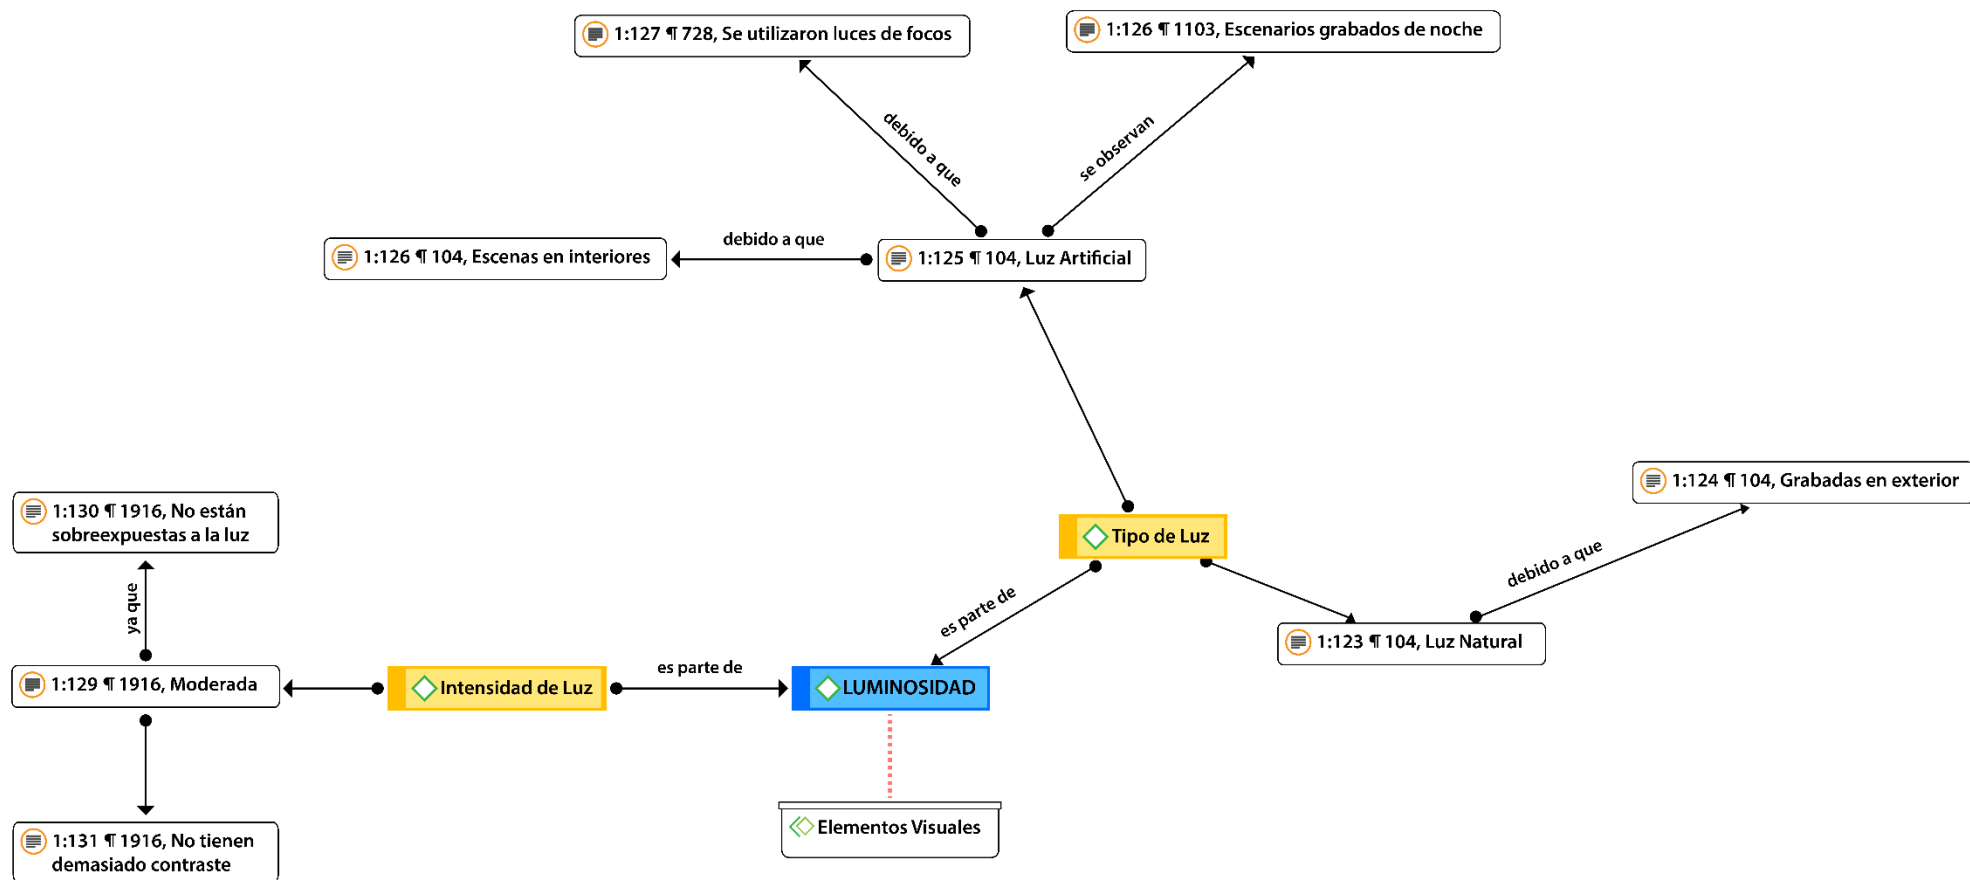 1:127 ¶ 728, Se utilizaron luces de focos
1:126 ¶ 1103, Escenarios grabados de noche
debido a que
se observan
1:126 ¶ 104, Escenas en interiores
debido a que
1:125 ¶ 104, Luz Artificial
1:124 ¶ 104, Grabadas en exterior
1:130 ¶ 1916, No están
sobreexpuestas a la luz
Tipo de Luz
debido a que
ya que
es parte de
1:123 ¶ 104, Luz Natural
1:129 ¶ 1916, Moderada
Intensidad de Luz
es parte de
LUMINOSIDAD
Elementos Visuales
1:131 ¶ 1916, No tienen
demasiado contraste